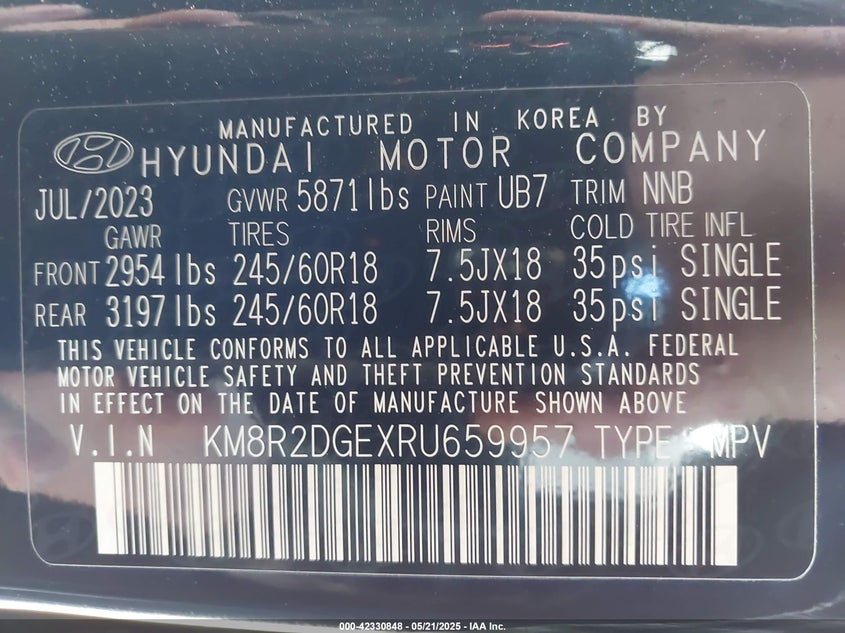 MANUFACTURED IN KOREA BY
HYUNDAI MOTOR COMPANY
JUL/2023 GVWR 5871lbs PAINT UB7 TRIM NNB
GAWR TIRES RIMS COLD TIRE INFL
FRONT 2954lbs 245/60R18 7.5JX18 35psi SINGLE
REAR 3197lbs 245/60R18 7.5JX18 35psi SINGLE
THIS VEHICLE CONFORMS TO ALL APPLICABLE U.S.A. FEDERAL
MOTOR VEHICLE SAFETY AND THEFT PREVENTION STANDARDS
IN EFFECT ON THE DATE OF MANUFACTURE SHOWN ABOVE
V.I.N KM8R2DGEXRU659957 TYPE: MPV
000-42330848 - 05/21/2025 - IAA Inc.